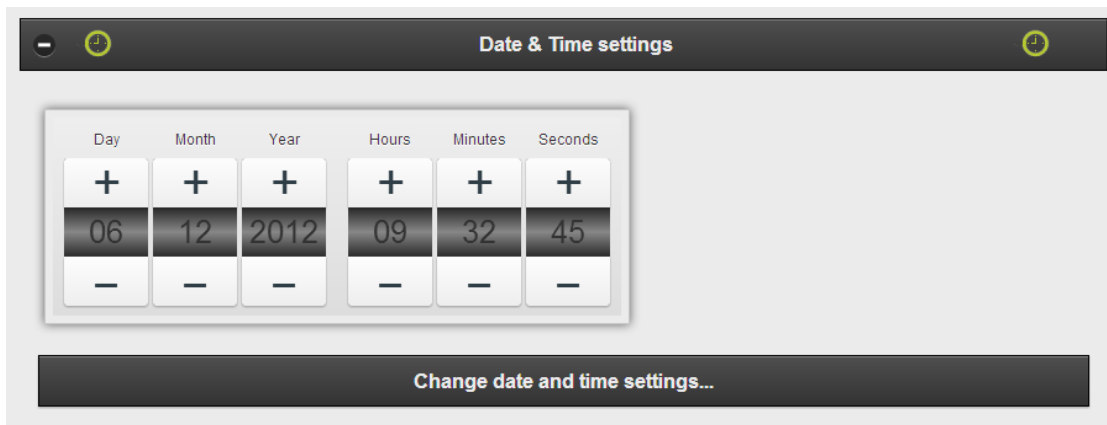 Date & Time settings
Day Month Year Hours Minutes Seconds
+ + + + + +
06 12 2012 09 32 45
− − − − − −
Change date and time settings...